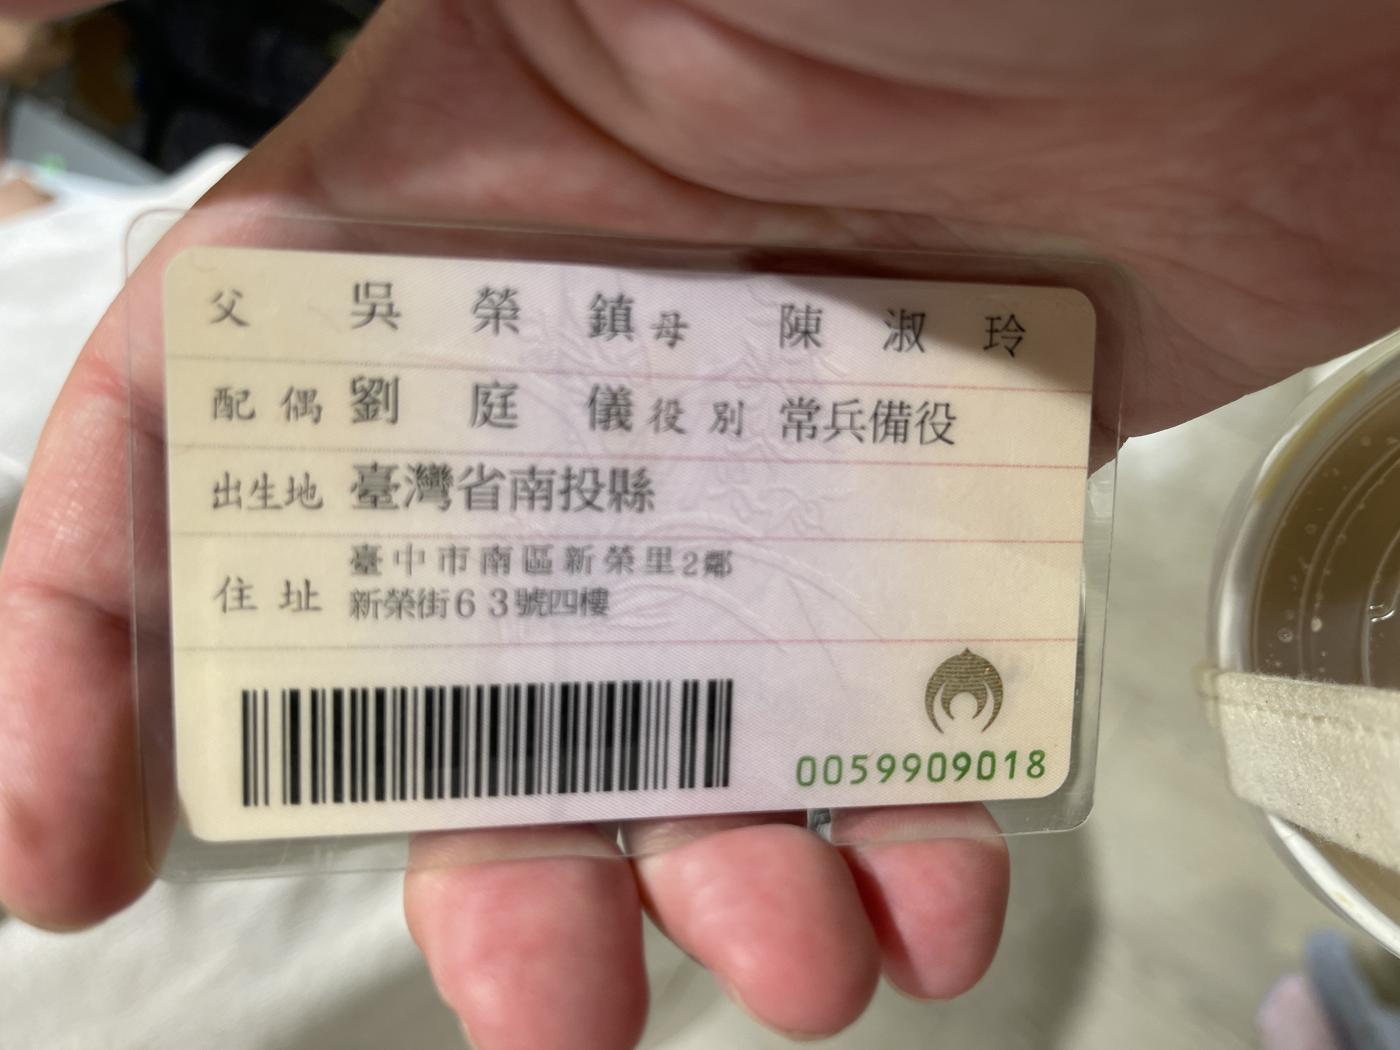 父 吳榮鎮 母 陳淑玲
配偶 劉庭儀 役別 常兵備役
出生地 臺灣省南投縣
住址 臺中市南區新榮里2鄰
新榮街63號四樓
0059909018